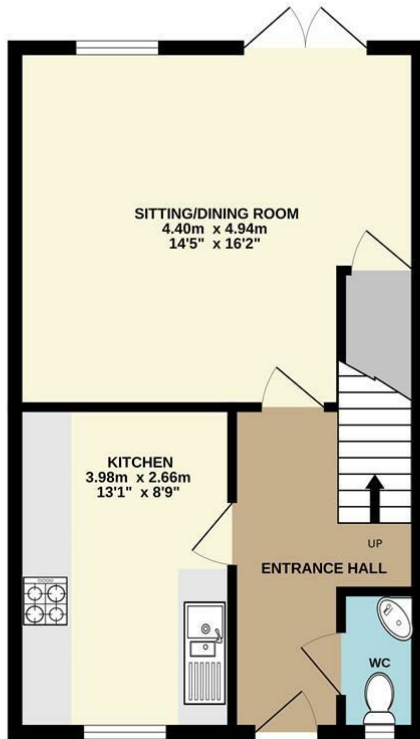 SITTING/DINING ROOM
4.40m x 4.94m
14'5" x 16'2"
KITCHEN
3.98m x 2.66m
13'1" x 8'9"
UP
ENTRANCE HALL
WC